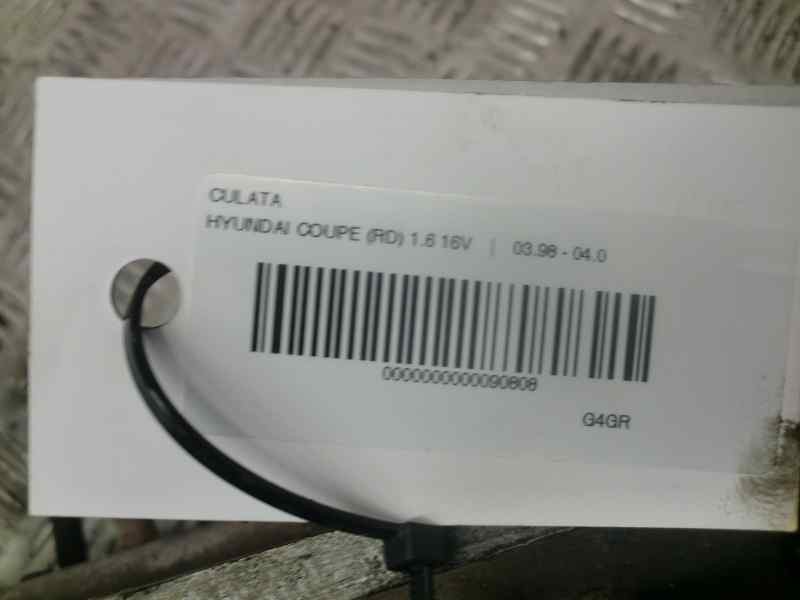 CULATA
HYUNDAI COUPE (RD) 1.6 16V | 03.98 - 04.0
0000000000090808
G4GR